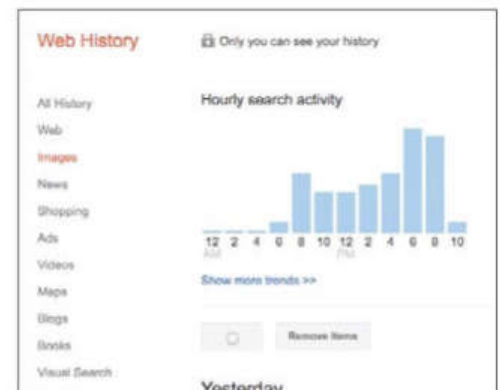 Web History
Only you can see your history
All History
Web
Images
News
Shopping
Ads
Videos
Maps
Blogs
Books
Visual Search
Hourly search activity
12 2 4 6 8 10 12 2 4 6 8 10
AM PM
Show more trends >>
Remove Items
Yesterday